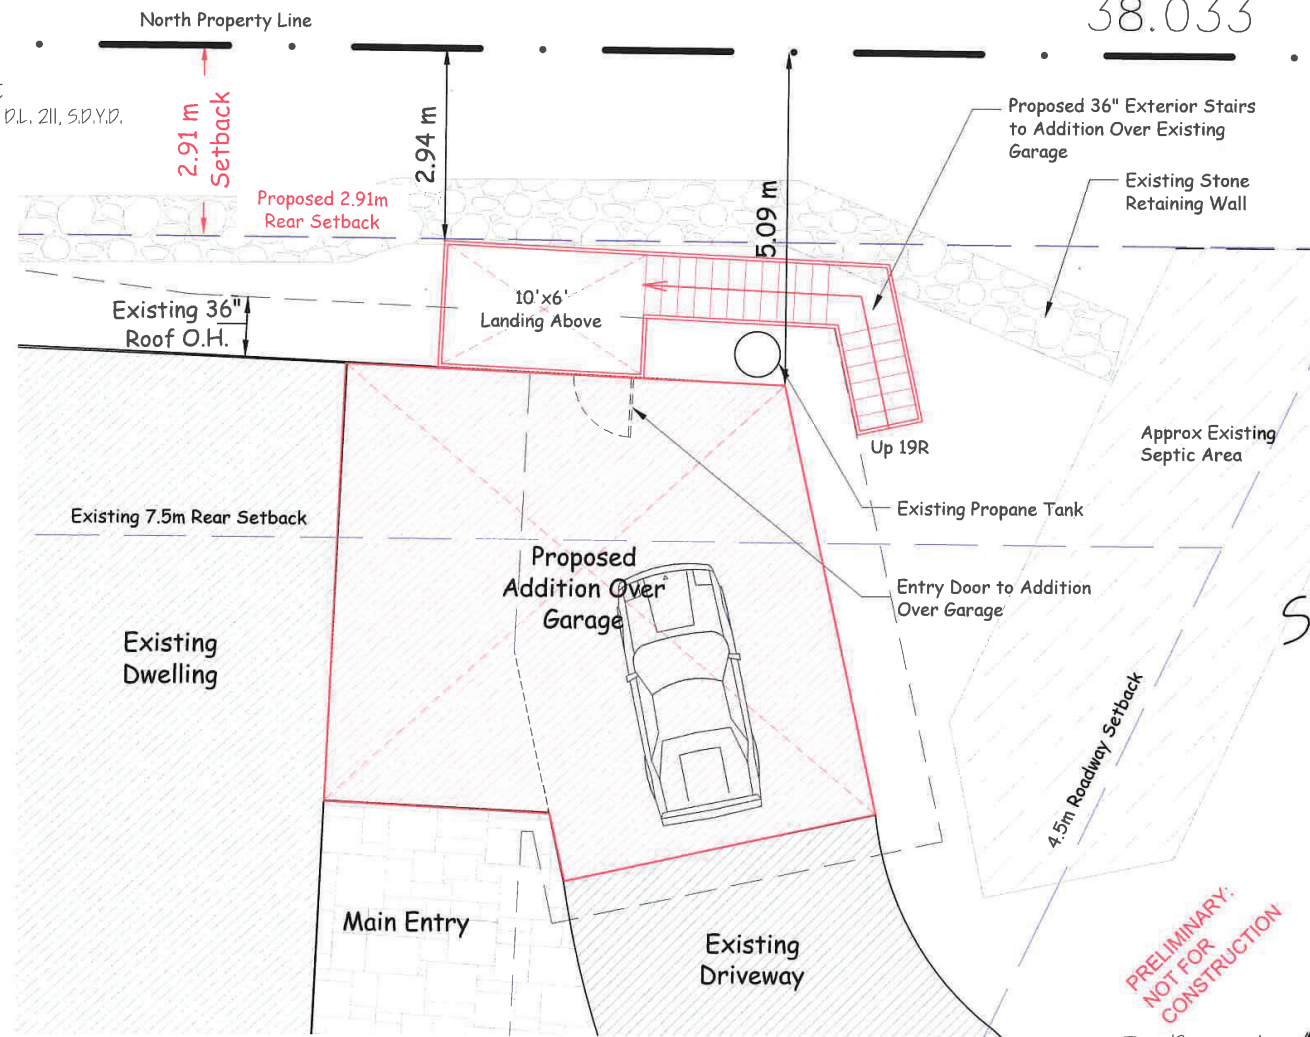 North Property Line
38.033
D.L. 211, S.D.Y.D.
2.91 m
Setback
2.94 m
5.09 m
Proposed 36" Exterior Stairs
to Addition Over Existing
Garage
Existing Stone
Retaining Wall
Proposed 2.91m
Rear Setback
Existing 36"
Roof O.H.
10'x6'
Landing Above
Up 19R
Approx Existing
Septic Area
Existing 7.5m Rear Setback
Existing Propane Tank
Proposed
Addition Over
Garage
Entry Door to Addition
Over Garage
Existing
Dwelling
4.5m Roadway Setback
Main Entry
Existing
Driveway
PRELIMINARY:
NOT FOR
CONSTRUCTION